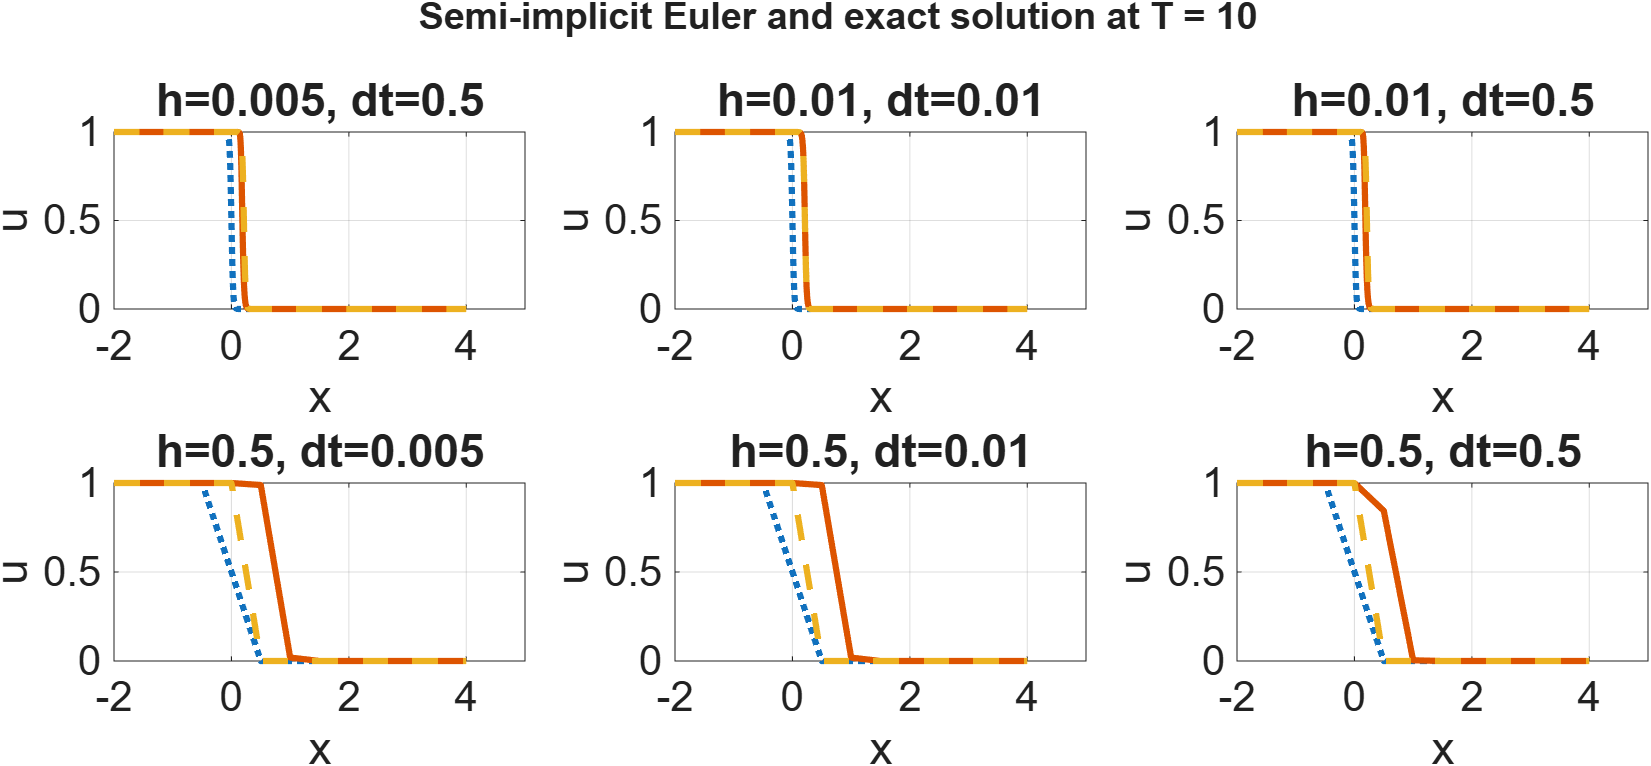 Semi-implicit Euler and exact solution at T = 10
h=0.005, dt=0.5
1
0.5
0
u
-2 0 2 4
x
h=0.01, dt=0.01
1
0.5
0
u
-2 0 2 4
x
h=0.01, dt=0.5
1
0.5
0
u
-2 0 2 4
x
h=0.5, dt=0.005
1
0.5
0
u
-2 0 2 4
x
h=0.5, dt=0.01
1
0.5
0
u
-2 0 2 4
x
h=0.5, dt=0.5
1
0.5
0
u
-2 0 2 4
x